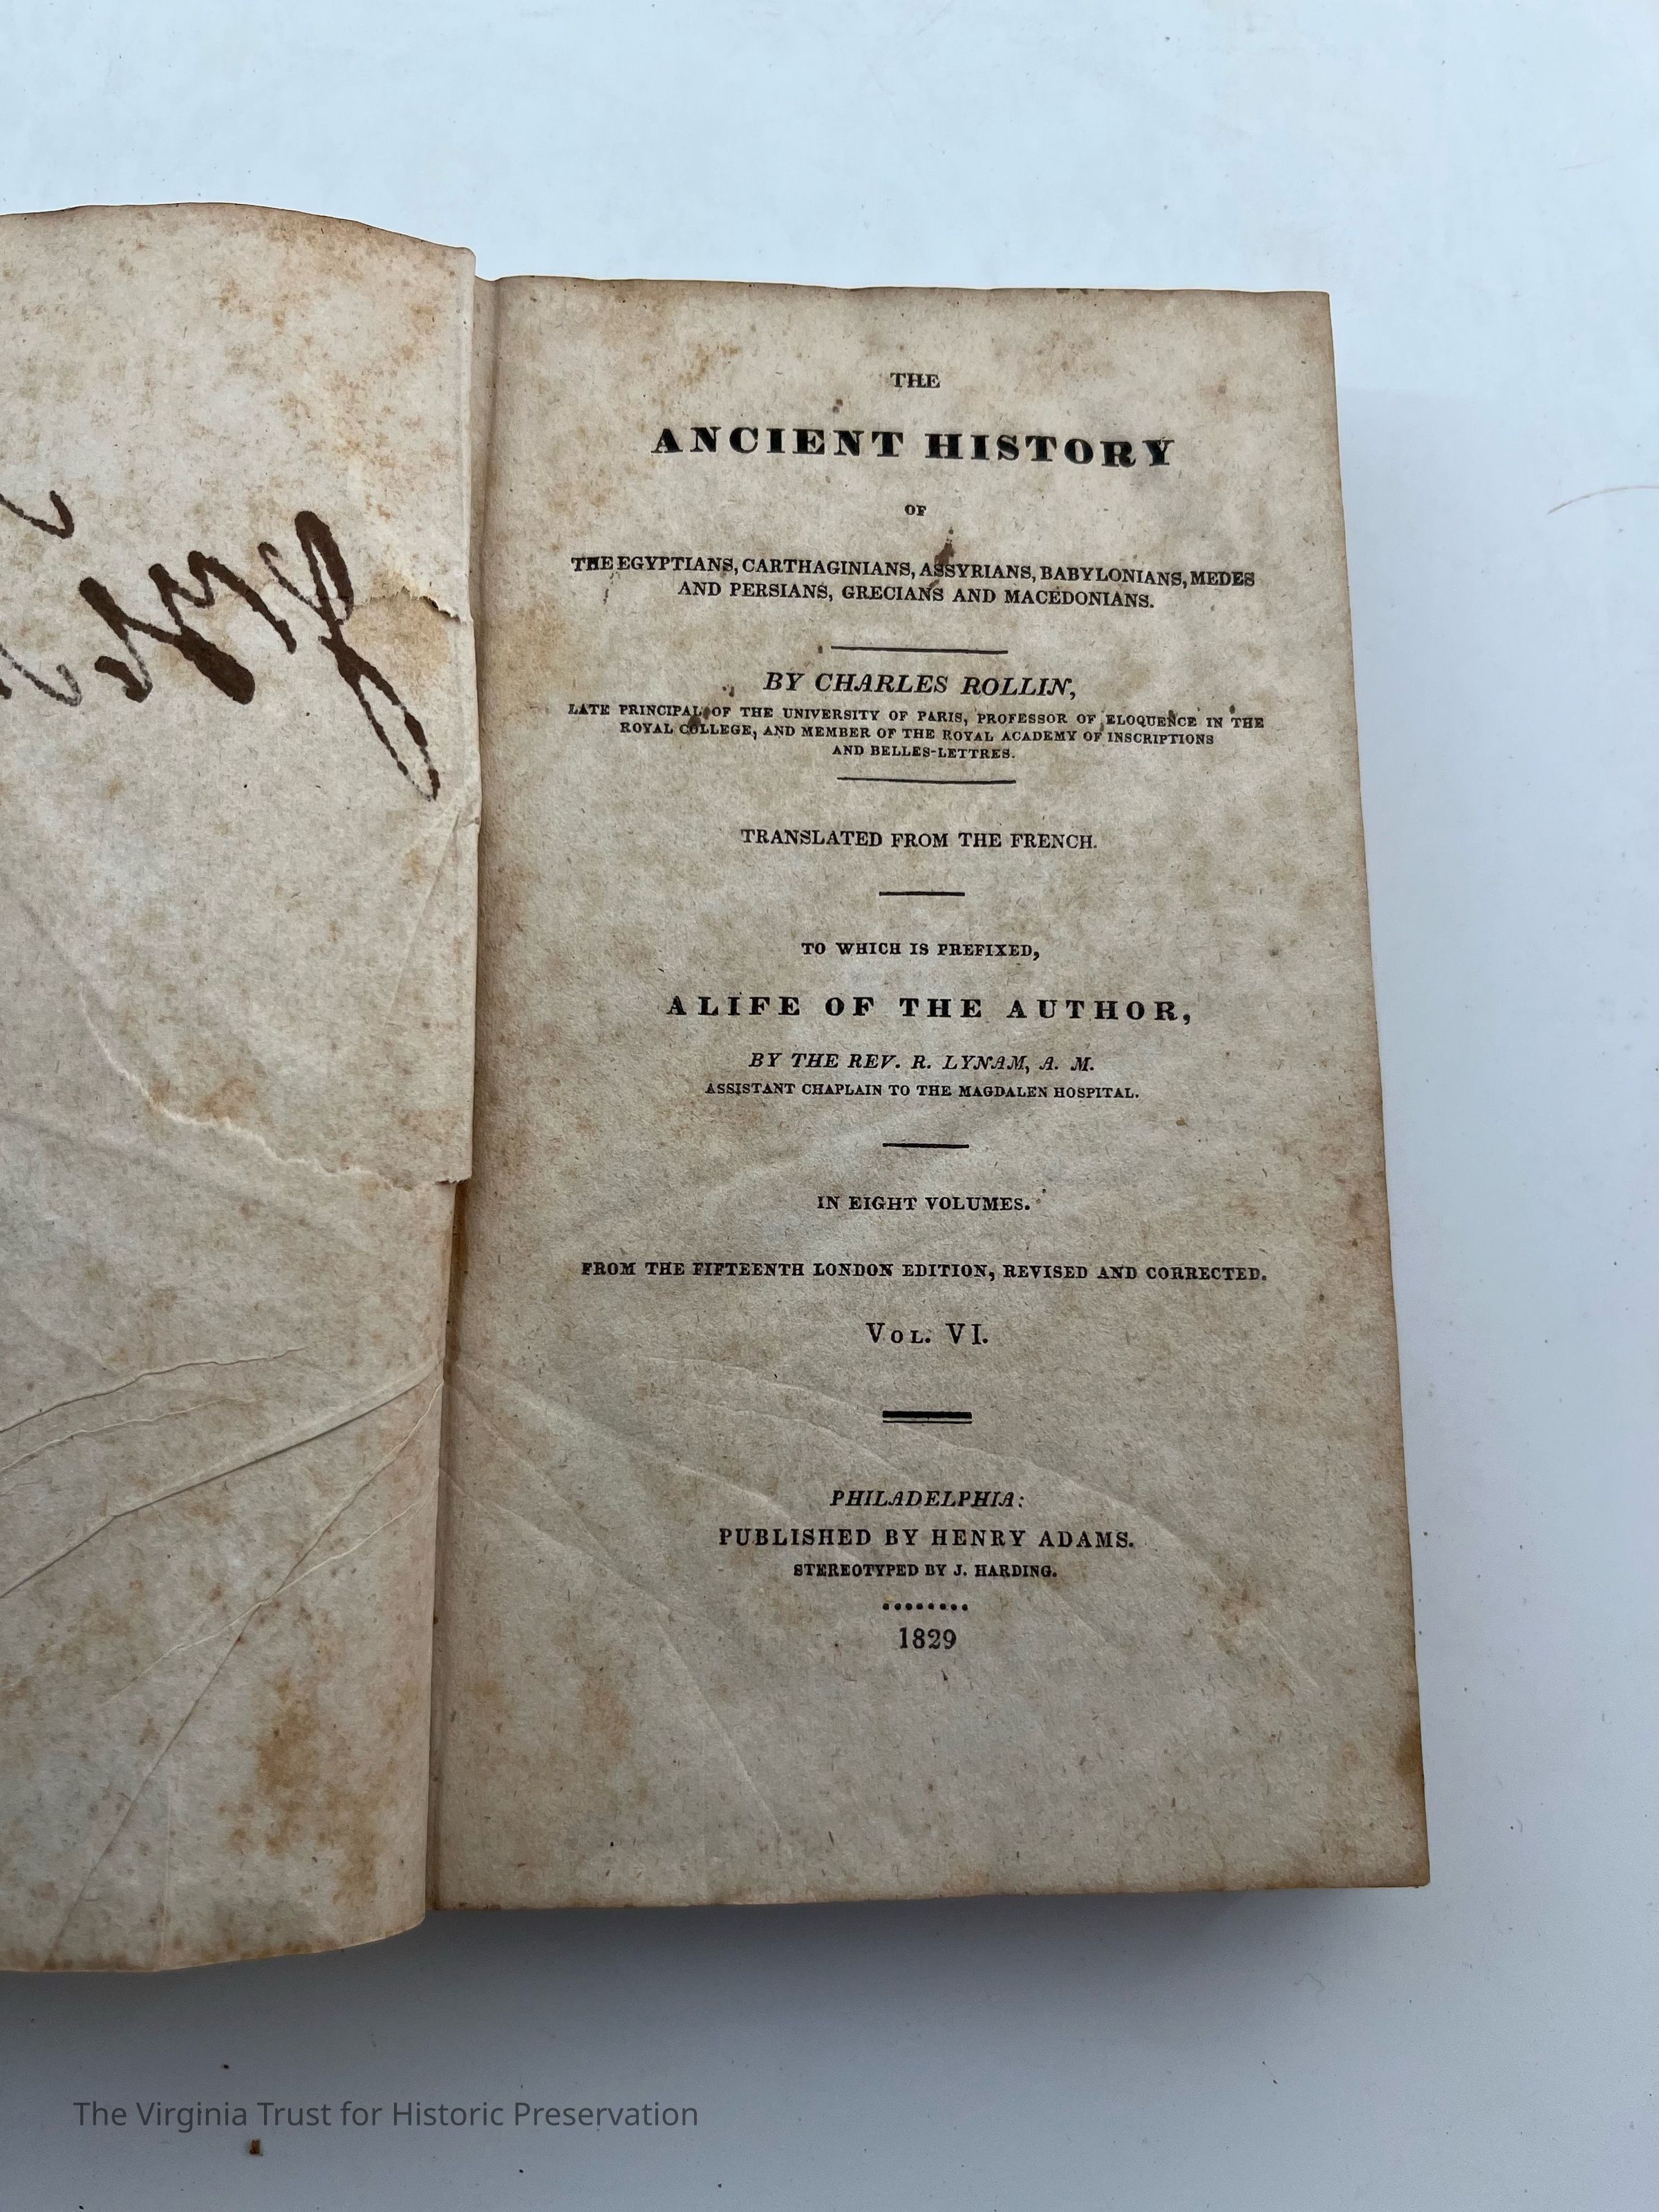 THE
ANCIENT HISTORY
OF
THE EGYPTIANS, CARTHAGINIANS, ASSYRIANS, BABYLONIANS, MEDES
AND PERSIANS, GRECIANS AND MACEDONIANS.
BY CHARLES ROLLIN,
LATE PRINCIPAL OF THE UNIVERSITY OF PARIS, PROFESSOR OF ELOQUENCE IN THE
ROYAL COLLEGE, AND MEMBER OF THE ROYAL ACADEMY OF INSCRIPTIONS
AND BELLES-LETTRES.
TRANSLATED FROM THE FRENCH.
TO WHICH IS PREFIXED,
A LIFE OF THE AUTHOR,
BY THE REV. R. LYNAM, A. M.
ASSISTANT CHAPLAIN TO THE MAGDALEN HOSPITAL.
IN EIGHT VOLUMES.
FROM THE FIFTEENTH LONDON EDITION, REVISED AND CORRECTED.
VOL. VI.
PHILADELPHIA:
PUBLISHED BY HENRY ADAMS.
STEREOTYPED BY J. HARDING.
1829
The Virginia Trust for Historic Preservation